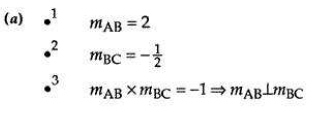 (a) •1 m_AB = 2
•2 m_BC = -1/2
•3 m_AB × m_BC = -1 ⇒ m_AB ⊥ m_BC